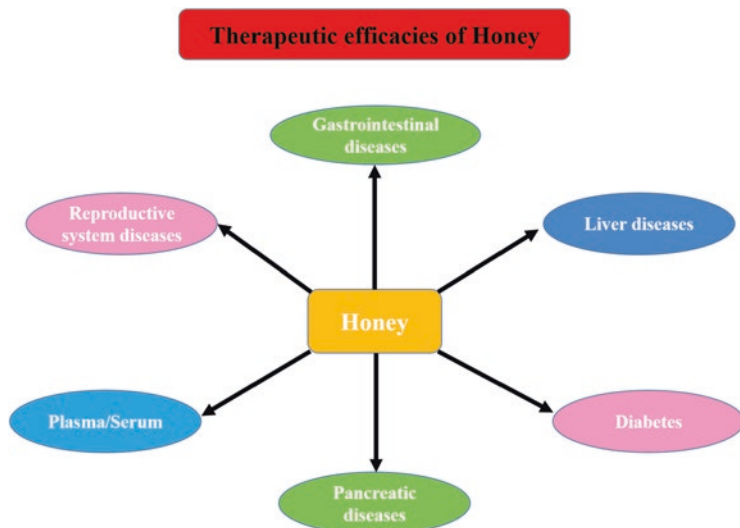 Therapeutic efficacies of Honey
Gastrointestinal
diseases
Reproductive
system diseases
Liver diseases
Honey
Plasma/Serum
Diabetes
Pancreatic
diseases